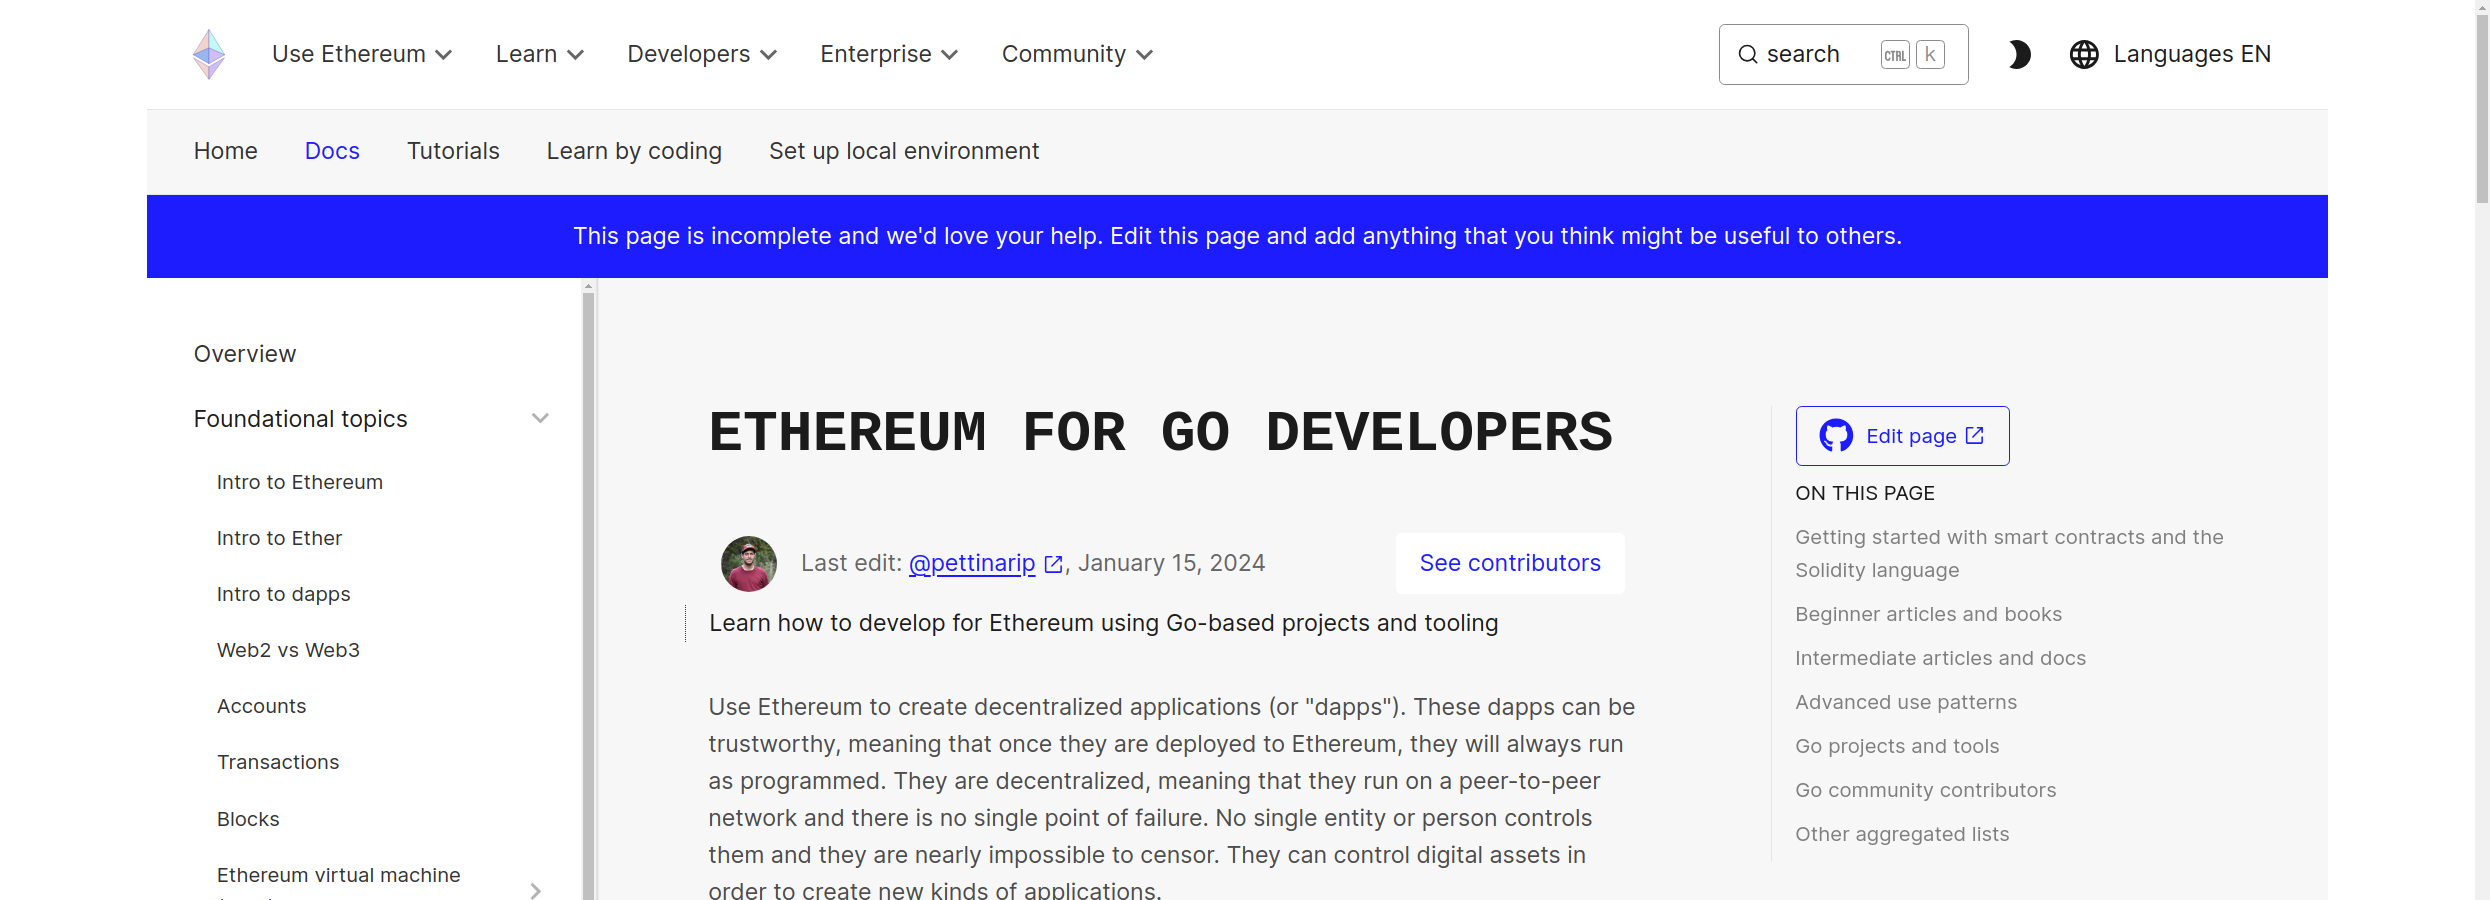 Use Ethereum Learn Developers Enterprise Community search CTRL k Languages EN
Home Docs Tutorials Learn by coding Set up local environment
This page is incomplete and we'd love your help. Edit this page and add anything that you think might be useful to others.
Overview
Foundational topics
Intro to Ethereum
Intro to Ether
Intro to dapps
Web2 vs Web3
Accounts
Transactions
Blocks
Ethereum virtual machine
ETHEREUM FOR GO DEVELOPERS
Last edit: @pettinarip, January 15, 2024
See contributors
Learn how to develop for Ethereum using Go-based projects and tooling
Use Ethereum to create decentralized applications (or "dapps"). These dapps can be
trustworthy, meaning that once they are deployed to Ethereum, they will always run
as programmed. They are decentralized, meaning that they run on a peer-to-peer
network and there is no single point of failure. No single entity or person controls
them and they are nearly impossible to censor. They can control digital assets in
order to create new kinds of applications.
Edit page
ON THIS PAGE
Getting started with smart contracts and the
Solidity language
Beginner articles and books
Intermediate articles and docs
Advanced use patterns
Go projects and tools
Go community contributors
Other aggregated lists